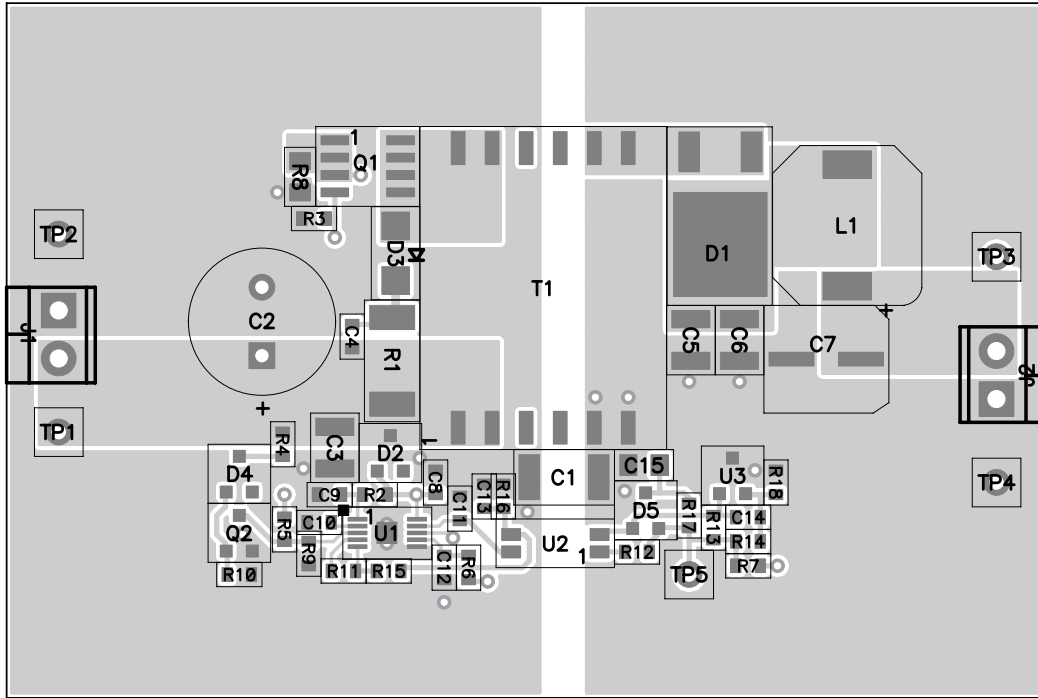 1
Q1
R8
R3
TP2
D3
D1
L1
TP3
T1
J1
C2
C4
R1
C5
C6
C7
+
J2
+
TP1
R4
C3
D2
1
D4
C9
R2
C8
C13
R16
C1
C15
U3
R18
TP4
C11
D5
R17
R13
C14
Q2
R5
C10
1
U1
U2
1
R12
R14
R9
R10
R11
R15
C12
R6
TP5
R7